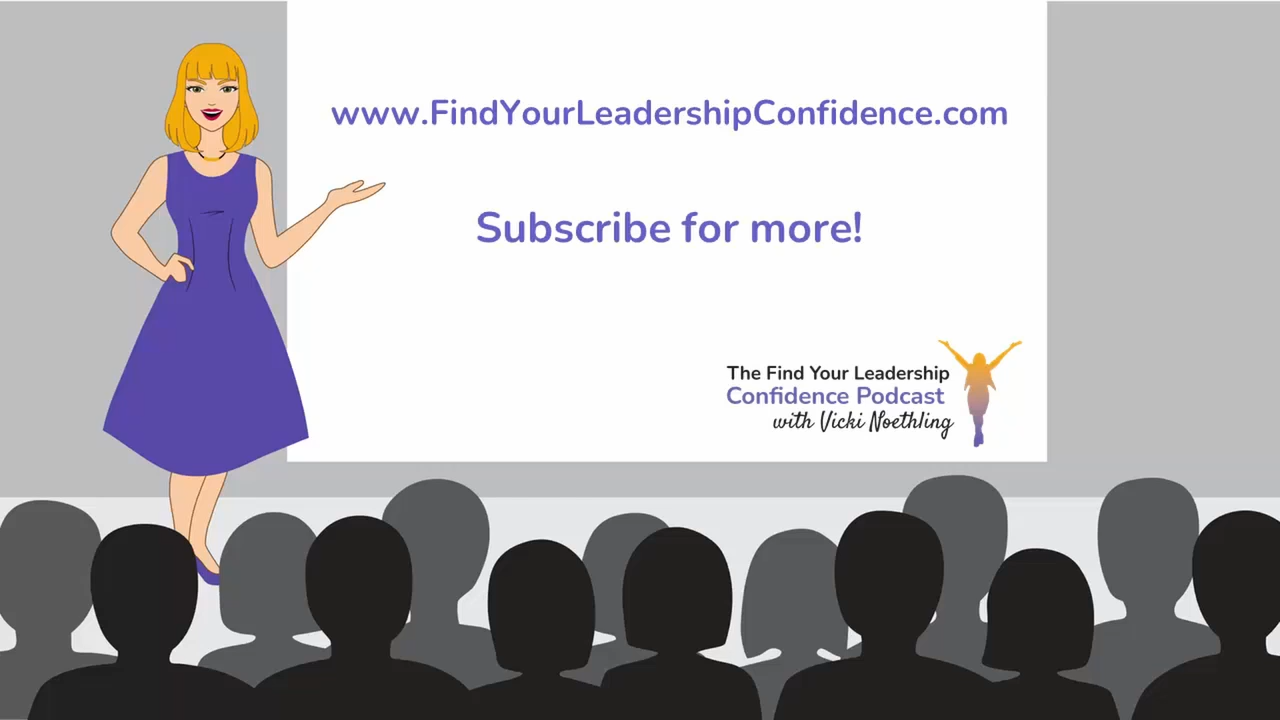 www.FindYourLeadershipConfidence.com
Subscribe for more!
The Find Your Leadership
Confidence Podcast
with Vicki Noethling